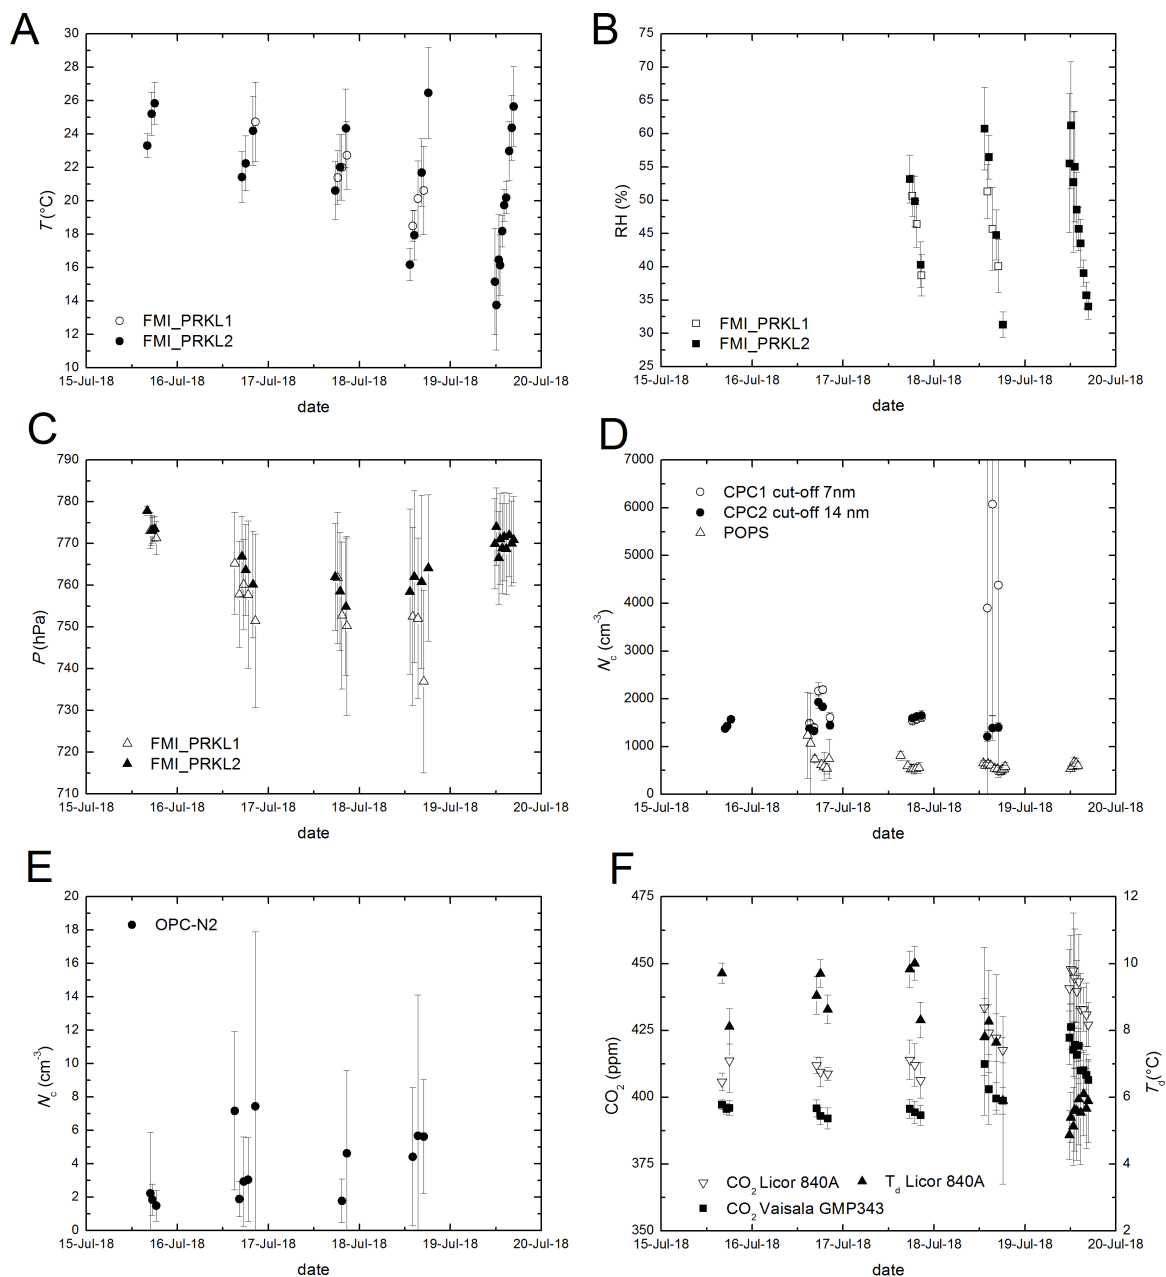 A
30
28
26
24
22
20
18
16
14
12
10
T (°C)
FMI_PRKL1
FMI_PRKL2
15-Jul-18 16-Jul-18 17-Jul-18 18-Jul-18 19-Jul-18 20-Jul-18
date
B
75
70
65
60
55
50
45
40
35
30
25
RH (%)
FMI_PRKL1
FMI_PRKL2
15-Jul-18 16-Jul-18 17-Jul-18 18-Jul-18 19-Jul-18 20-Jul-18
date
C
790
780
770
760
750
740
730
720
710
P (hPa)
FMI_PRKL1
FMI_PRKL2
15-Jul-18 16-Jul-18 17-Jul-18 18-Jul-18 19-Jul-18 20-Jul-18
date
D
7000
6000
5000
4000
3000
2000
1000
0
Nc (cm-3)
CPC1 cut-off 7nm
CPC2 cut-off 14 nm
POPS
15-Jul-18 16-Jul-18 17-Jul-18 18-Jul-18 19-Jul-18 20-Jul-18
date
E
20
18
16
14
12
10
8
6
4
2
0
Nc (cm-3)
OPC-N2
15-Jul-18 16-Jul-18 17-Jul-18 18-Jul-18 19-Jul-18 20-Jul-18
date
F
475
450
425
400
375
350
CO2 (ppm)
12
10
8
6
4
2
Td (°C)
CO2 Licor 840A Td Licor 840A
CO2 Vaisala GMP343
15-Jul-18 16-Jul-18 17-Jul-18 18-Jul-18 19-Jul-18 20-Jul-18
date